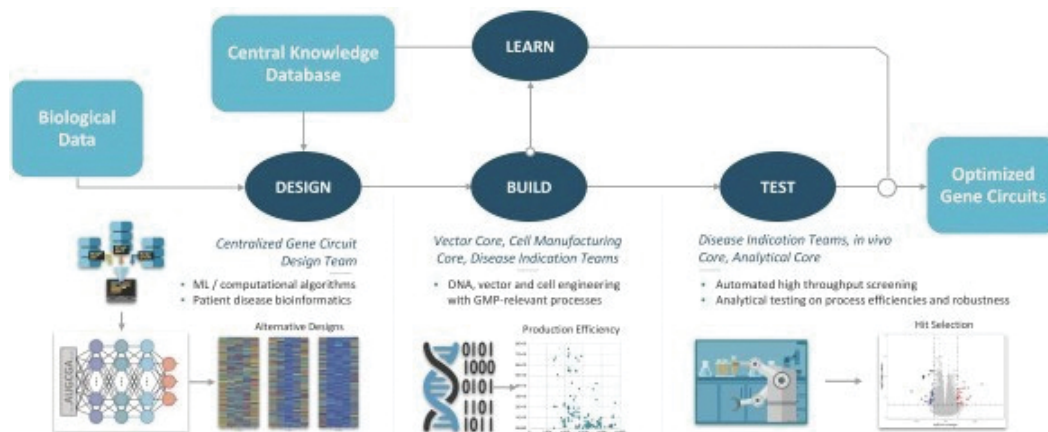 LEARN
Central Knowledge
Database
Biological
Data
DESIGN
BUILD
TEST
Optimized
Gene Circuits
Centralized Gene Circuit
Design Team
• ML / computational algorithms
• Patient disease bioinformatics
Vector Core, Cell Manufacturing
Core, Disease Indication Teams
• DNA, vector and cell engineering
with GMP-relevant processes
Disease Indication Teams, in vivo
Core, Analytical Core
• Automated high throughput screening
• Analytical testing on process efficiencies and robustness
...AUGCGA...
Alternative Designs
0101
1000
0101
1101
1011
Production Efficiency
Hit Selection